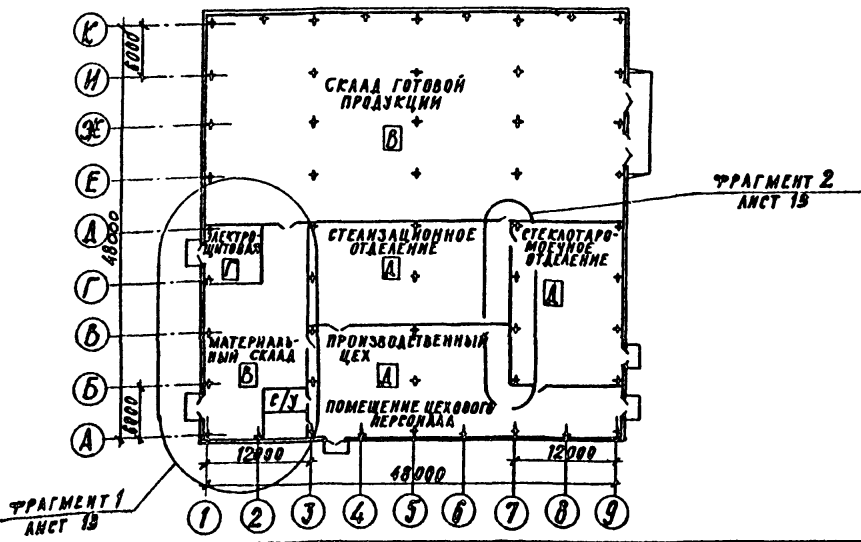 К
И
Ж
Е
Д
Г
В
Б
А
6000
48000
6000
СКЛАД ГОТОВОЙ
ПРОДУКЦИИ
В
ФРАГМЕНТ 2
ЛИСТ 13
ЭЛЕКТРО-
ЩИТОВАЯ
Г
СТЕЛИЗАЦИОННОЕ
ОТДЕЛЕНИЕ
Д
СТЕКЛОТАРО-
МОЕЧНОЕ
ОТДЕЛЕНИЕ
Д
МАТЕРИАЛЬ-
НЫЙ СКЛАД
В
ПРОИЗВОДСТВЕННЫЙ
ЦЕХ
Д
С/У
ПОМЕЩЕНИЕ ЦЕХОВОГО
ПЕРСОНАЛА
12000
12000
48000
ФРАГМЕНТ 1
ЛИСТ 13
1 2 3 4 5 6 7 8 9